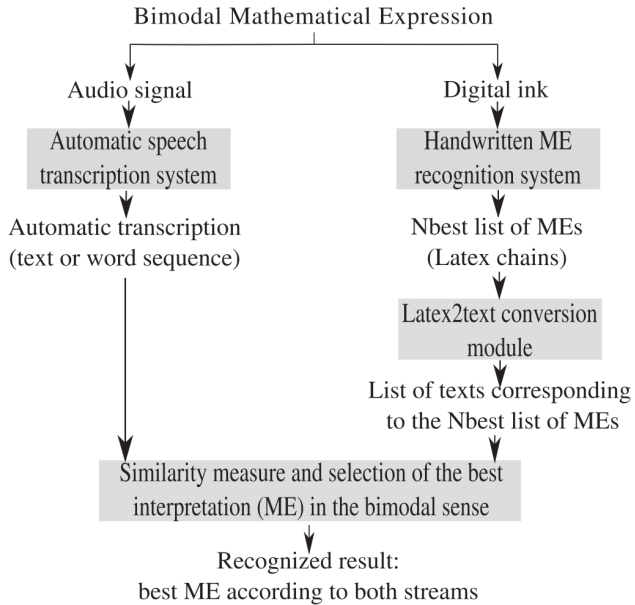 Bimodal Mathematical Expression
Audio signal
Automatic speech
transcription system
Automatic transcription
(text or word sequence)
Digital ink
Handwritten ME
recognition system
Nbest list of MEs
(Latex chains)
Latex2text conversion
module
List of texts corresponding
to the Nbest list of MEs
Similarity measure and selection of the best
interpretation (ME) in the bimodal sense
Recognized result:
best ME according to both streams